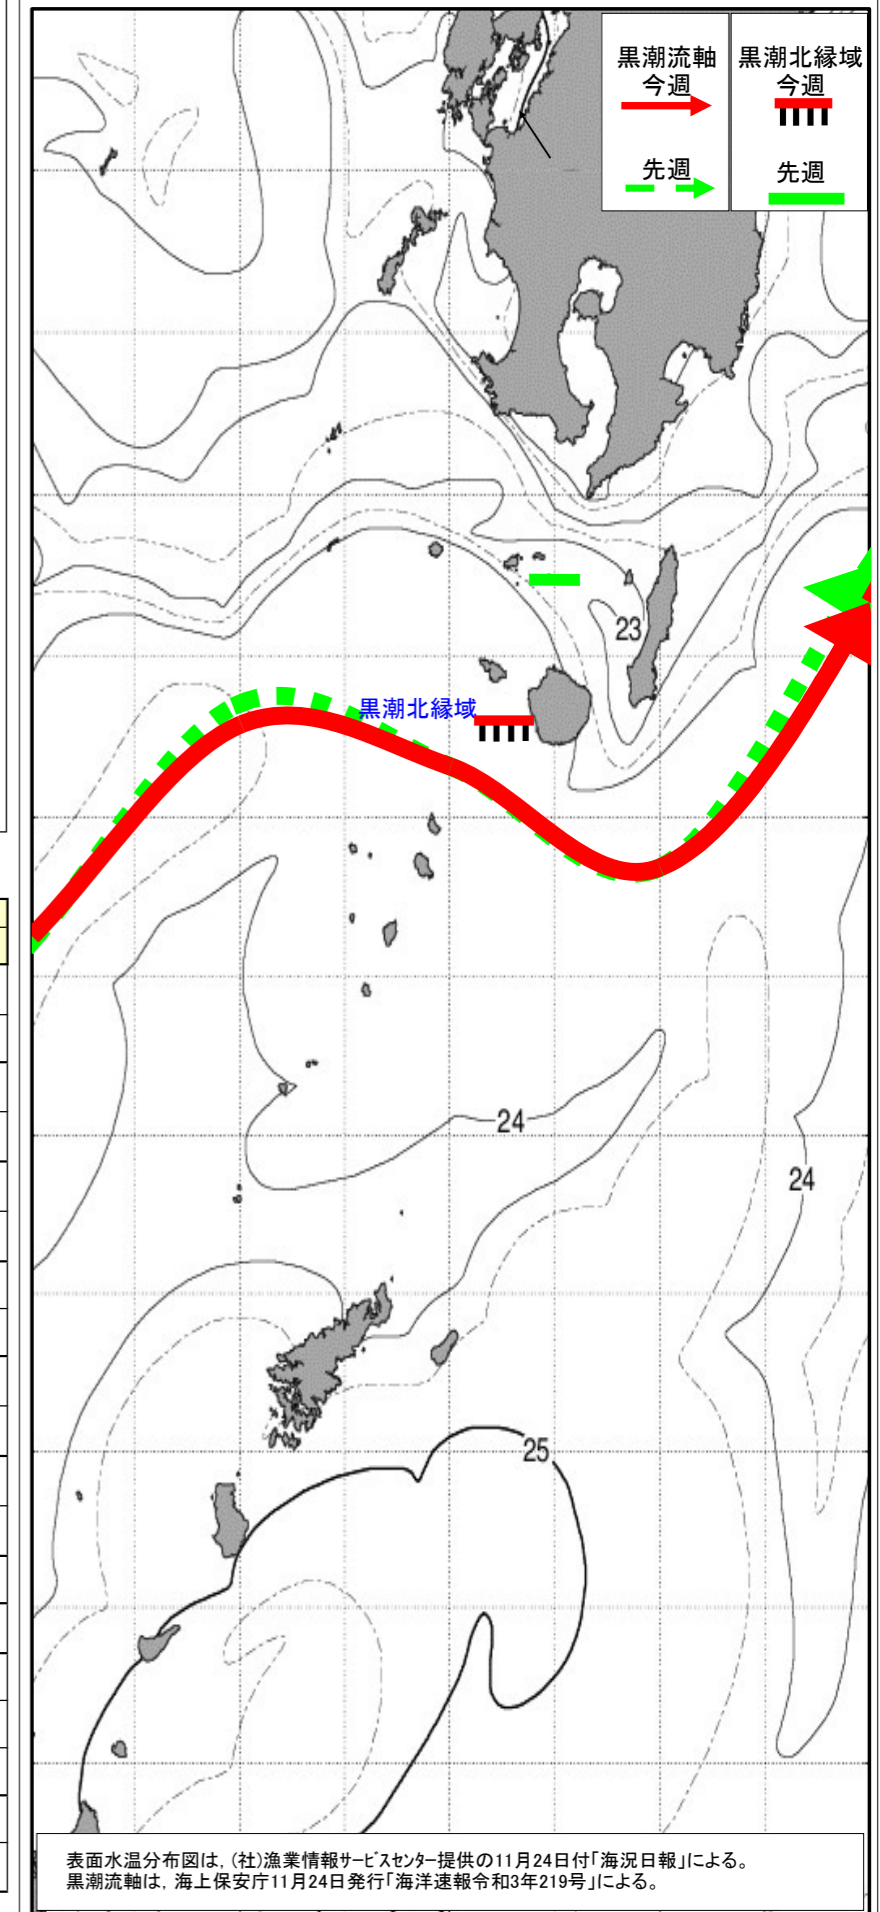 黒潮流軸
今週
先週
黒潮北縁域
今週
先週
23
黒潮北縁域
24
24
25
表面水温分布図は，(社)漁業情報サービスセンター提供の11月24日付「海況日報」による。
黒潮流軸は，海上保安庁11月24日発行「海洋速報令和3年219号」による。